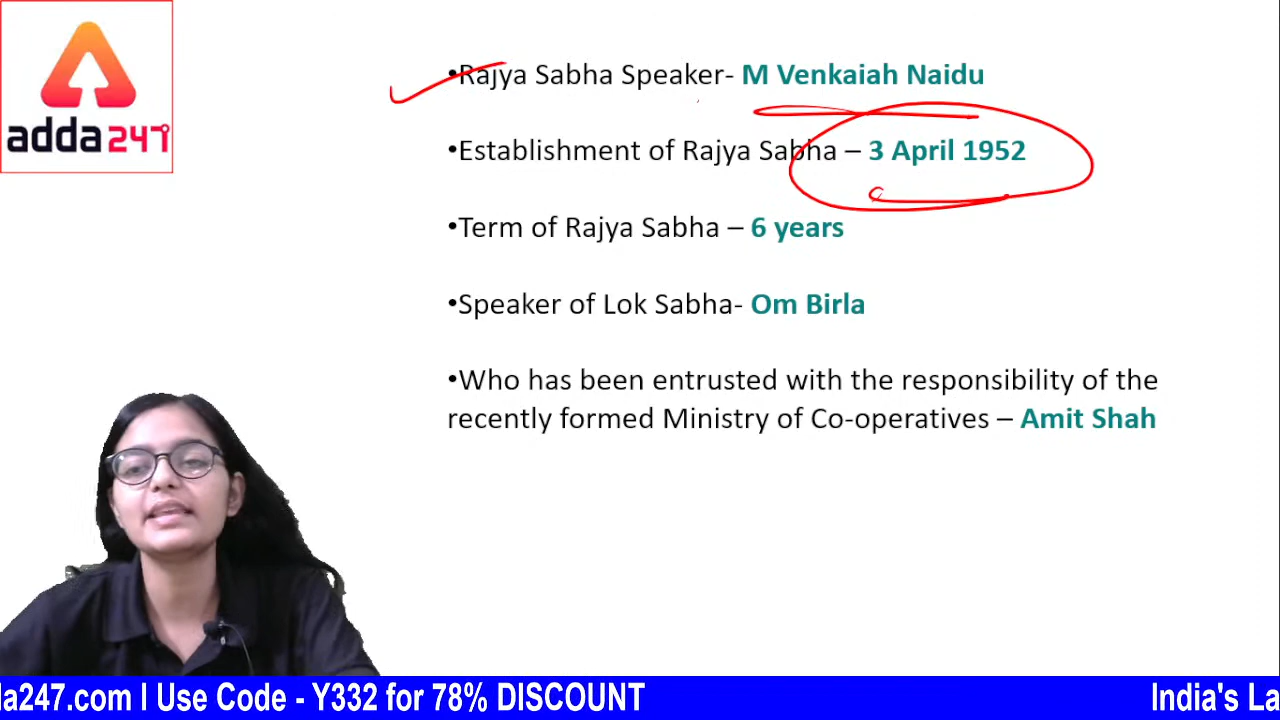 adda247
•Rajya Sabha Speaker- M Venkaiah Naidu
•Establishment of Rajya Sabha – 3 April 1952
•Term of Rajya Sabha – 6 years
•Speaker of Lok Sabha- Om Birla
•Who has been entrusted with the responsibility of the
recently formed Ministry of Co-operatives – Amit Shah
da247.com I Use Code - Y332 for 78% DISCOUNT
India's La